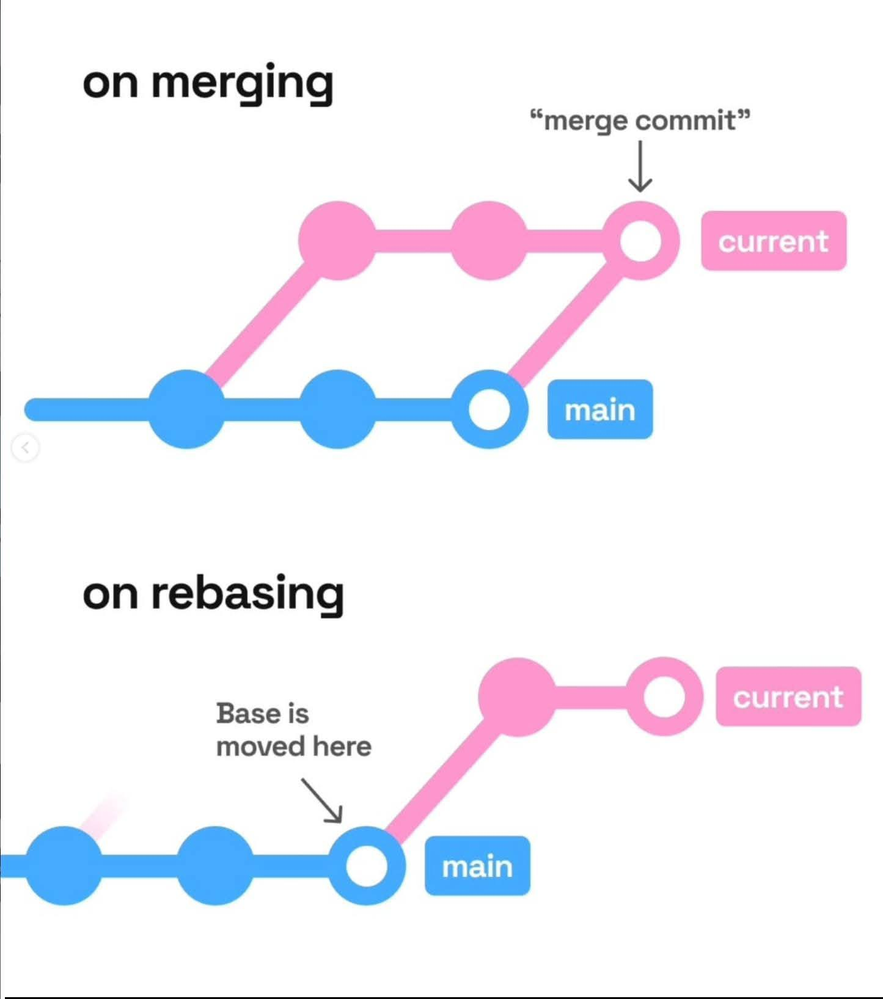 on merging
“merge commit”
current
main
on rebasing
Base is
moved here
current
main